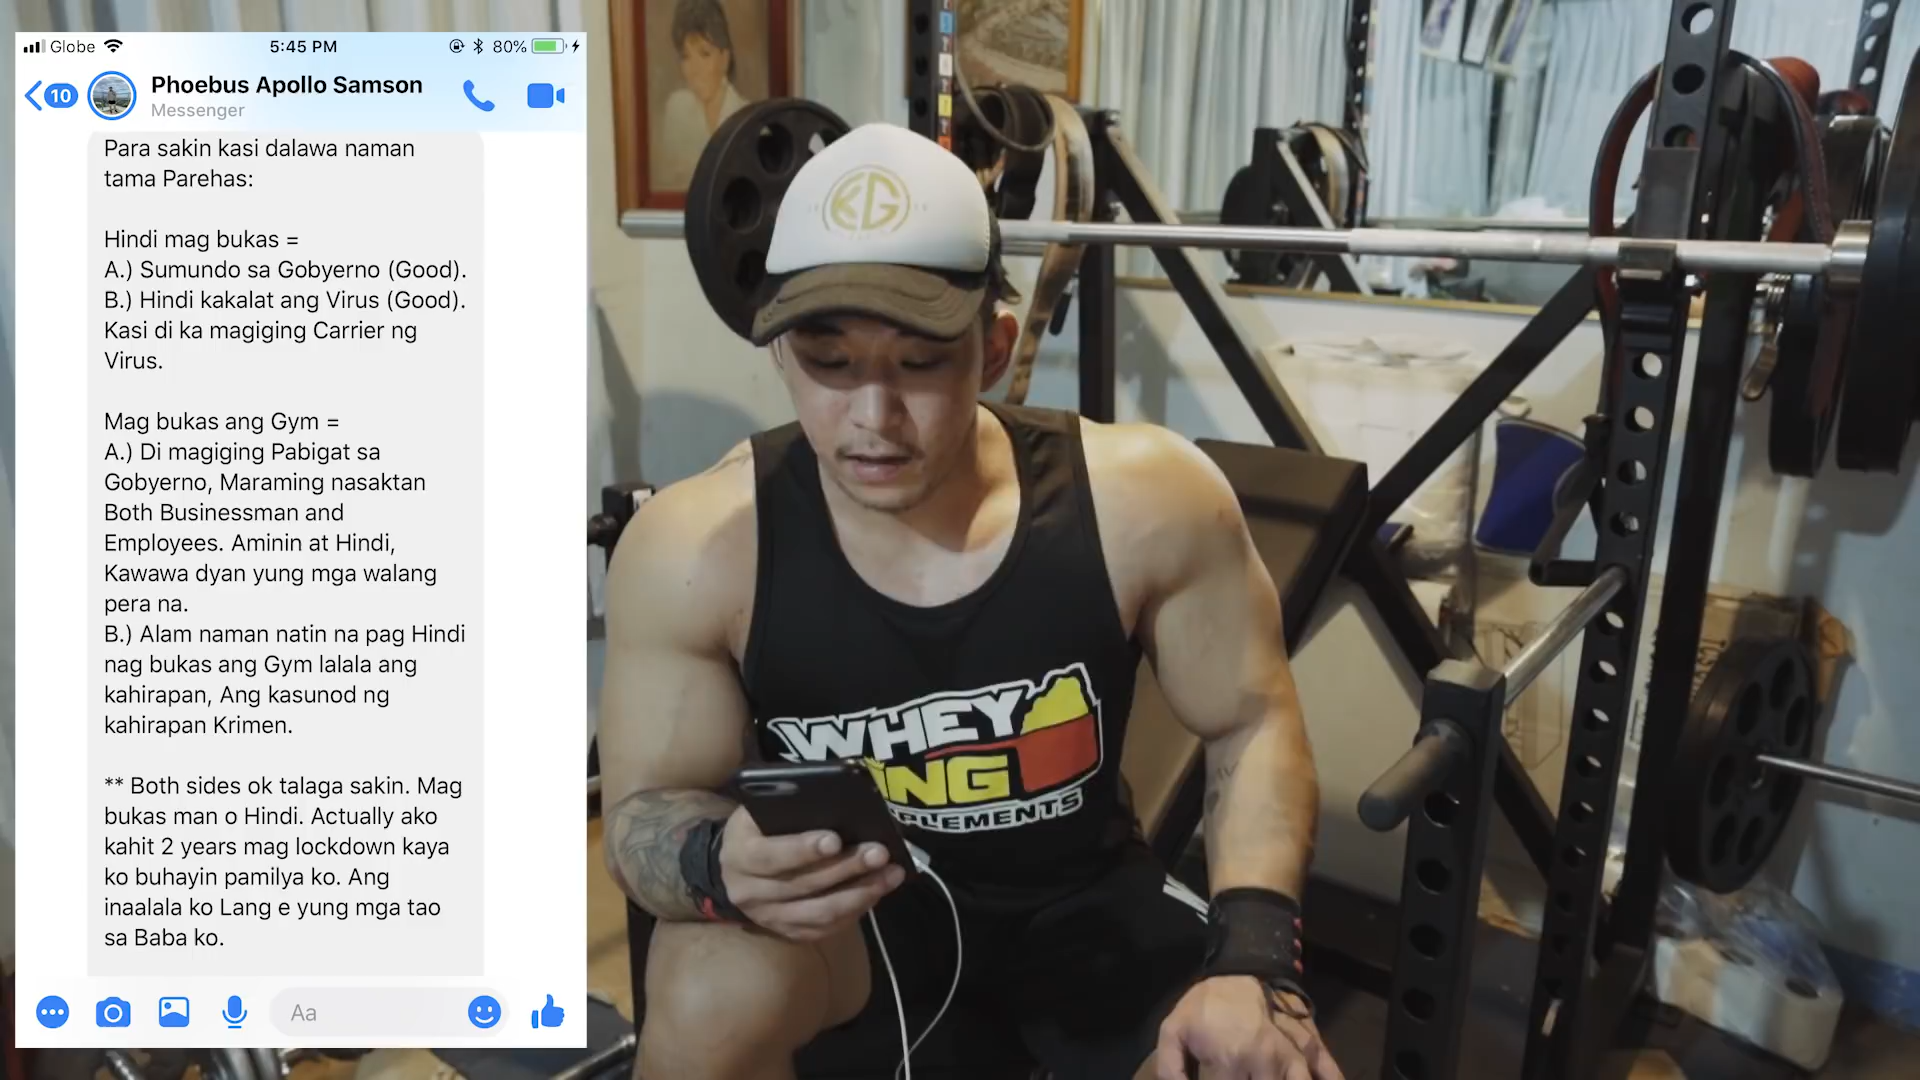 Globe
5:45 PM
80%
10
Phoebus Apollo Samson
Messenger
Para sakin kasi dalawa naman
tama Parehas:
Hindi mag bukas =
A.) Sumundo sa Gobyerno (Good).
B.) Hindi kakalat ang Virus (Good).
Kasi di ka magiging Carrier ng
Virus.
Mag bukas ang Gym =
A.) Di magiging Pabigat sa
Gobyerno, Maraming nasaktan
Both Businessman and
Employees. Aminin at Hindi,
Kawawa dyan yung mga walang
pera na.
B.) Alam naman natin na pag Hindi
nag bukas ang Gym lalala ang
kahirapan, Ang kasunod ng
kahirapan Krimen.
** Both sides ok talaga sakin. Mag
bukas man o Hindi. Actually ako
kahit 2 years mag lockdown kaya
ko buhayin pamilya ko. Ang
inaalala ko Lang e yung mga tao
sa Baba ko.
Aa
KG
WHEY